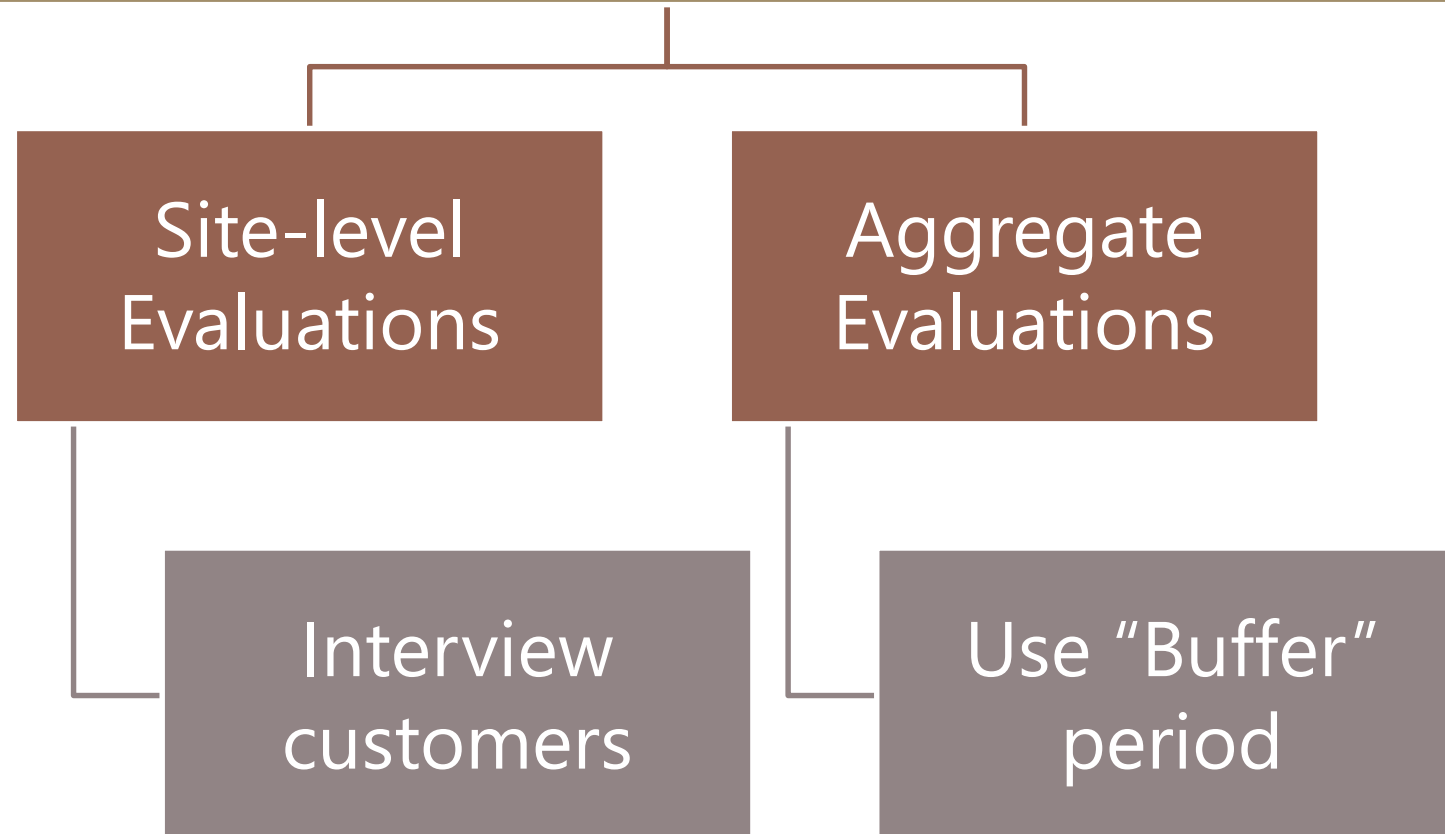 Site-level
Evaluations
Aggregate
Evaluations
Interview
customers
Use “Buffer”
period